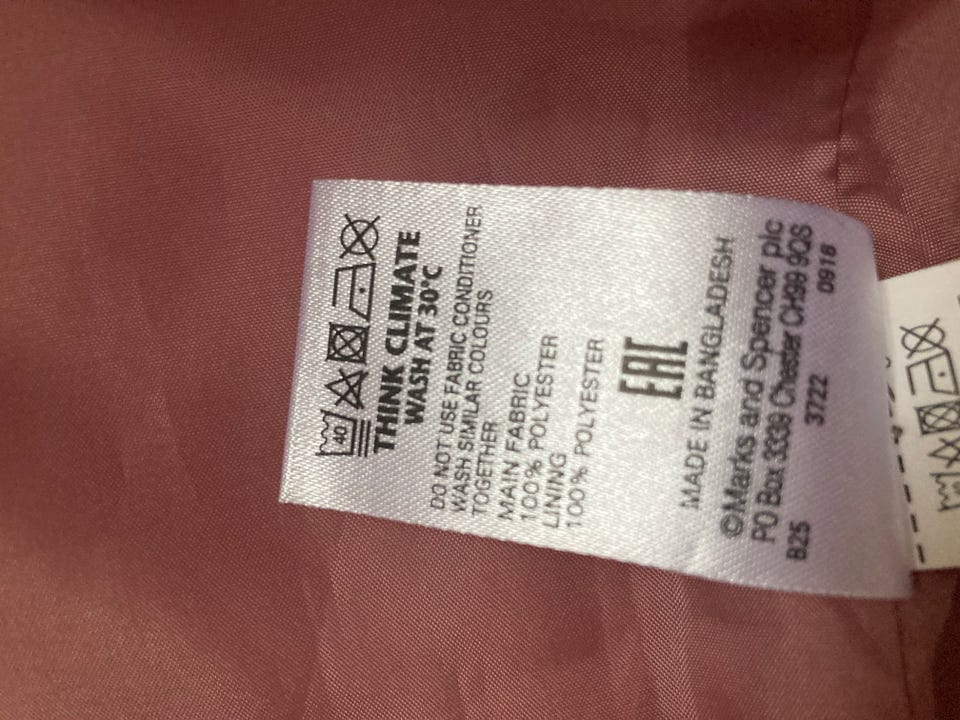 40
THINK CLIMATE
WASH AT 30°C
DO NOT USE FABRIC CONDITIONER
WASH SIMILAR COLOURS
TOGETHER
MAIN FABRIC
100% POLYESTER
LINING
100% POLYESTER
EAC
MADE IN BANGLADESH
©Marks and Spencer plc
PO Box 3339 Chester CH99 9QS
B25 3722 0918